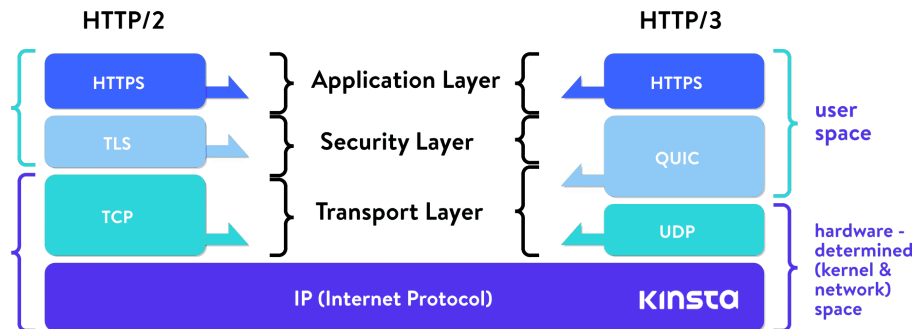 HTTP/2
HTTP/3
HTTPS
Application Layer
HTTPS
user
space
TLS
Security Layer
QUIC
TCP
Transport Layer
UDP
hardware -
determined
(kernel &
network)
space
IP (Internet Protocol)
KINSTA